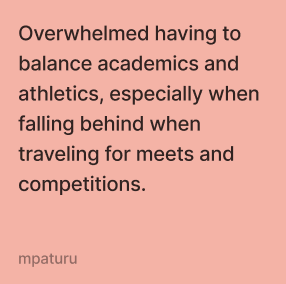 Overwhelmed having to
balance academics and
athletics, especially when
falling behind when
traveling for meets and
competitions.
mpaturu